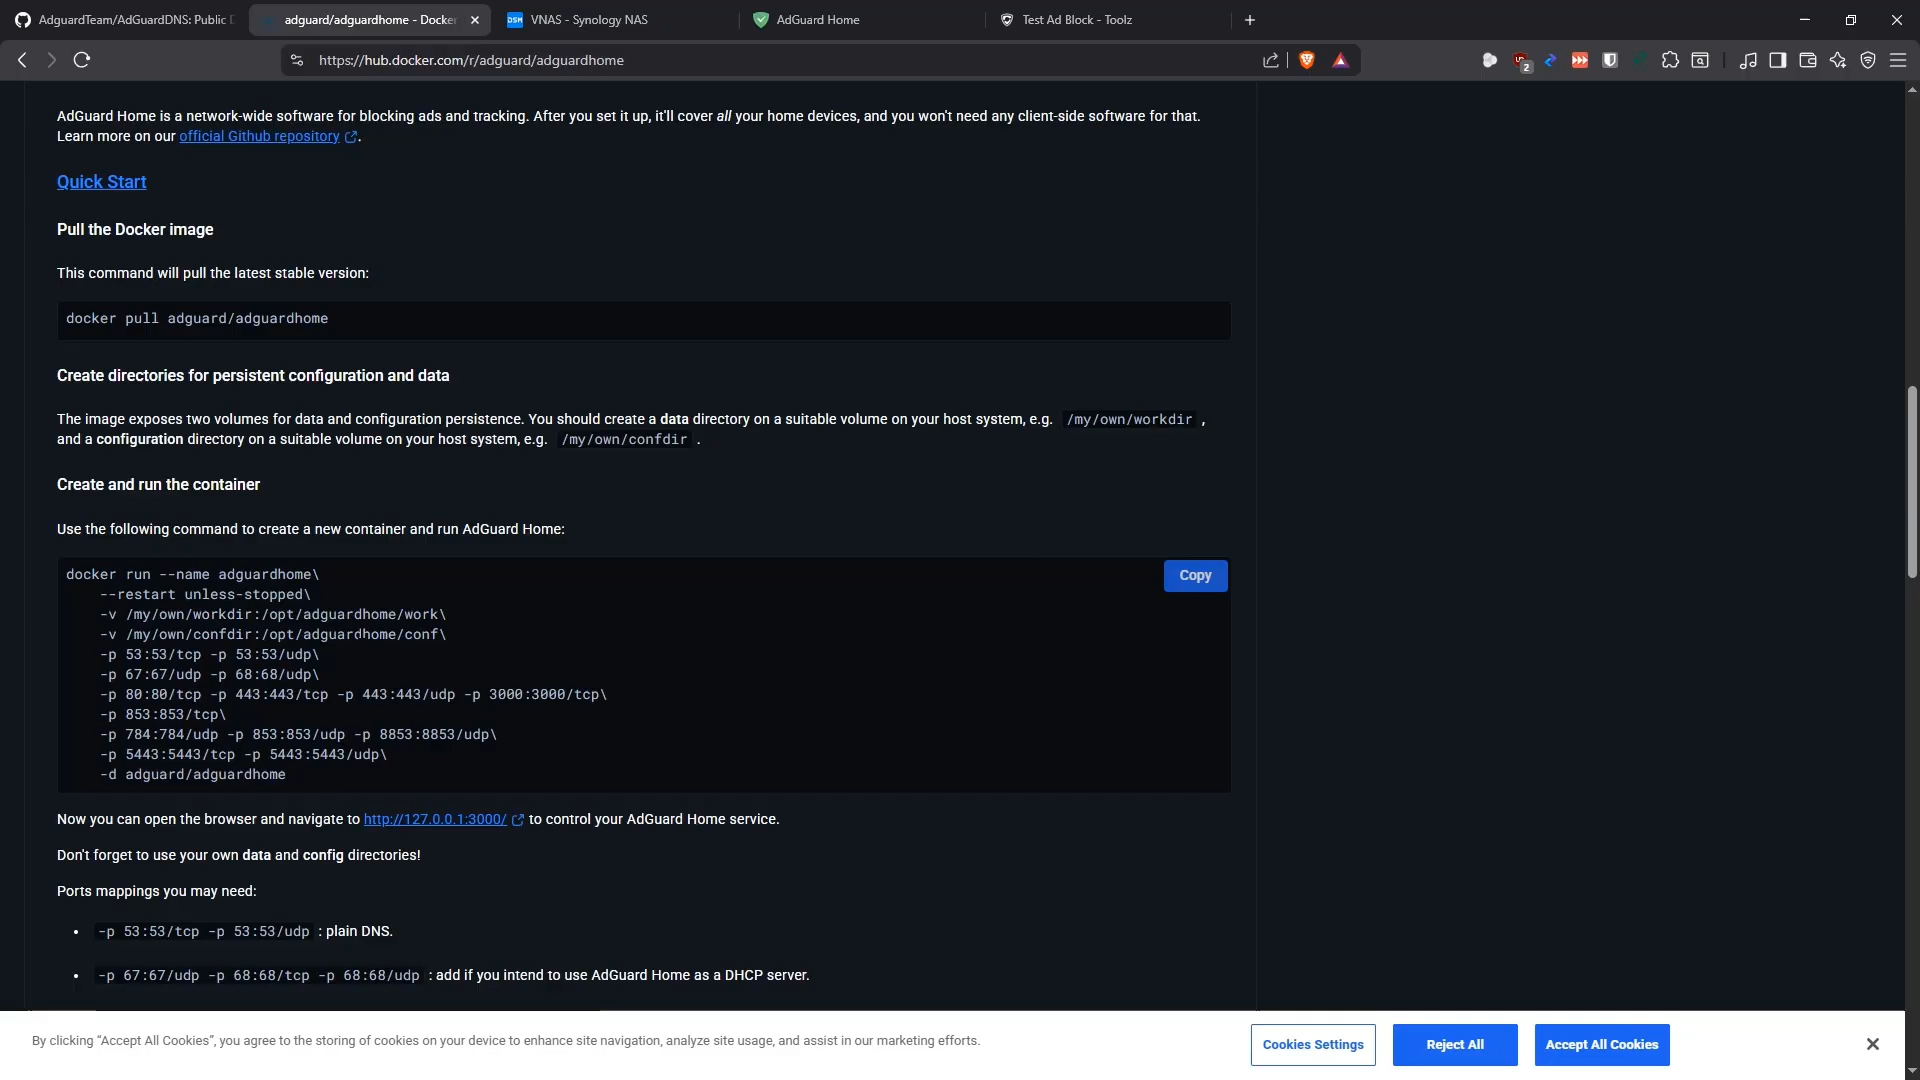 AdguardTeam/AdGuardDNS: Public D
adguard/adguardhome - Docker
DSM VNAS - Synology NAS
AdGuard Home
Test Ad Block - Toolz
https://hub.docker.com/r/adguard/adguardhome
2
AdGuard Home is a network-wide software for blocking ads and tracking. After you set it up, it'll cover all your home devices, and you won't need any client-side software for that.
Learn more on our official Github repository.
Quick Start
Pull the Docker image
This command will pull the latest stable version:
docker pull adguard/adguardhome
Create directories for persistent configuration and data
The image exposes two volumes for data and configuration persistence. You should create a data directory on a suitable volume on your host system, e.g. /my/own/workdir ,
and a configuration directory on a suitable volume on your host system, e.g. /my/own/confdir .
Create and run the container
Use the following command to create a new container and run AdGuard Home:
docker run --name adguardhome\
Copy
--restart unless-stopped\
-v /my/own/workdir:/opt/adguardhome/work\
-v /my/own/confdir:/opt/adguardhome/conf\
-p 53:53/tcp -p 53:53/udp\
-p 67:67/udp -p 68:68/udp\
-p 80:80/tcp -p 443:443/tcp -p 443:443/udp -p 3000:3000/tcp\
-p 853:853/tcp\
-p 784:784/udp -p 853:853/udp -p 8853:8853/udp\
-p 5443:5443/tcp -p 5443:5443/udp\
-d adguard/adguardhome
Now you can open the browser and navigate to http://127.0.0.1:3000/ to control your AdGuard Home service.
Don't forget to use your own data and config directories!
Ports mappings you may need:
• -p 53:53/tcp -p 53:53/udp : plain DNS.
• -p 67:67/udp -p 68:68/tcp -p 68:68/udp : add if you intend to use AdGuard Home as a DHCP server.
By clicking “Accept All Cookies”, you agree to the storing of cookies on your device to enhance site navigation, analyze site usage, and assist in our marketing efforts.
Cookies Settings
Reject All
Accept All Cookies